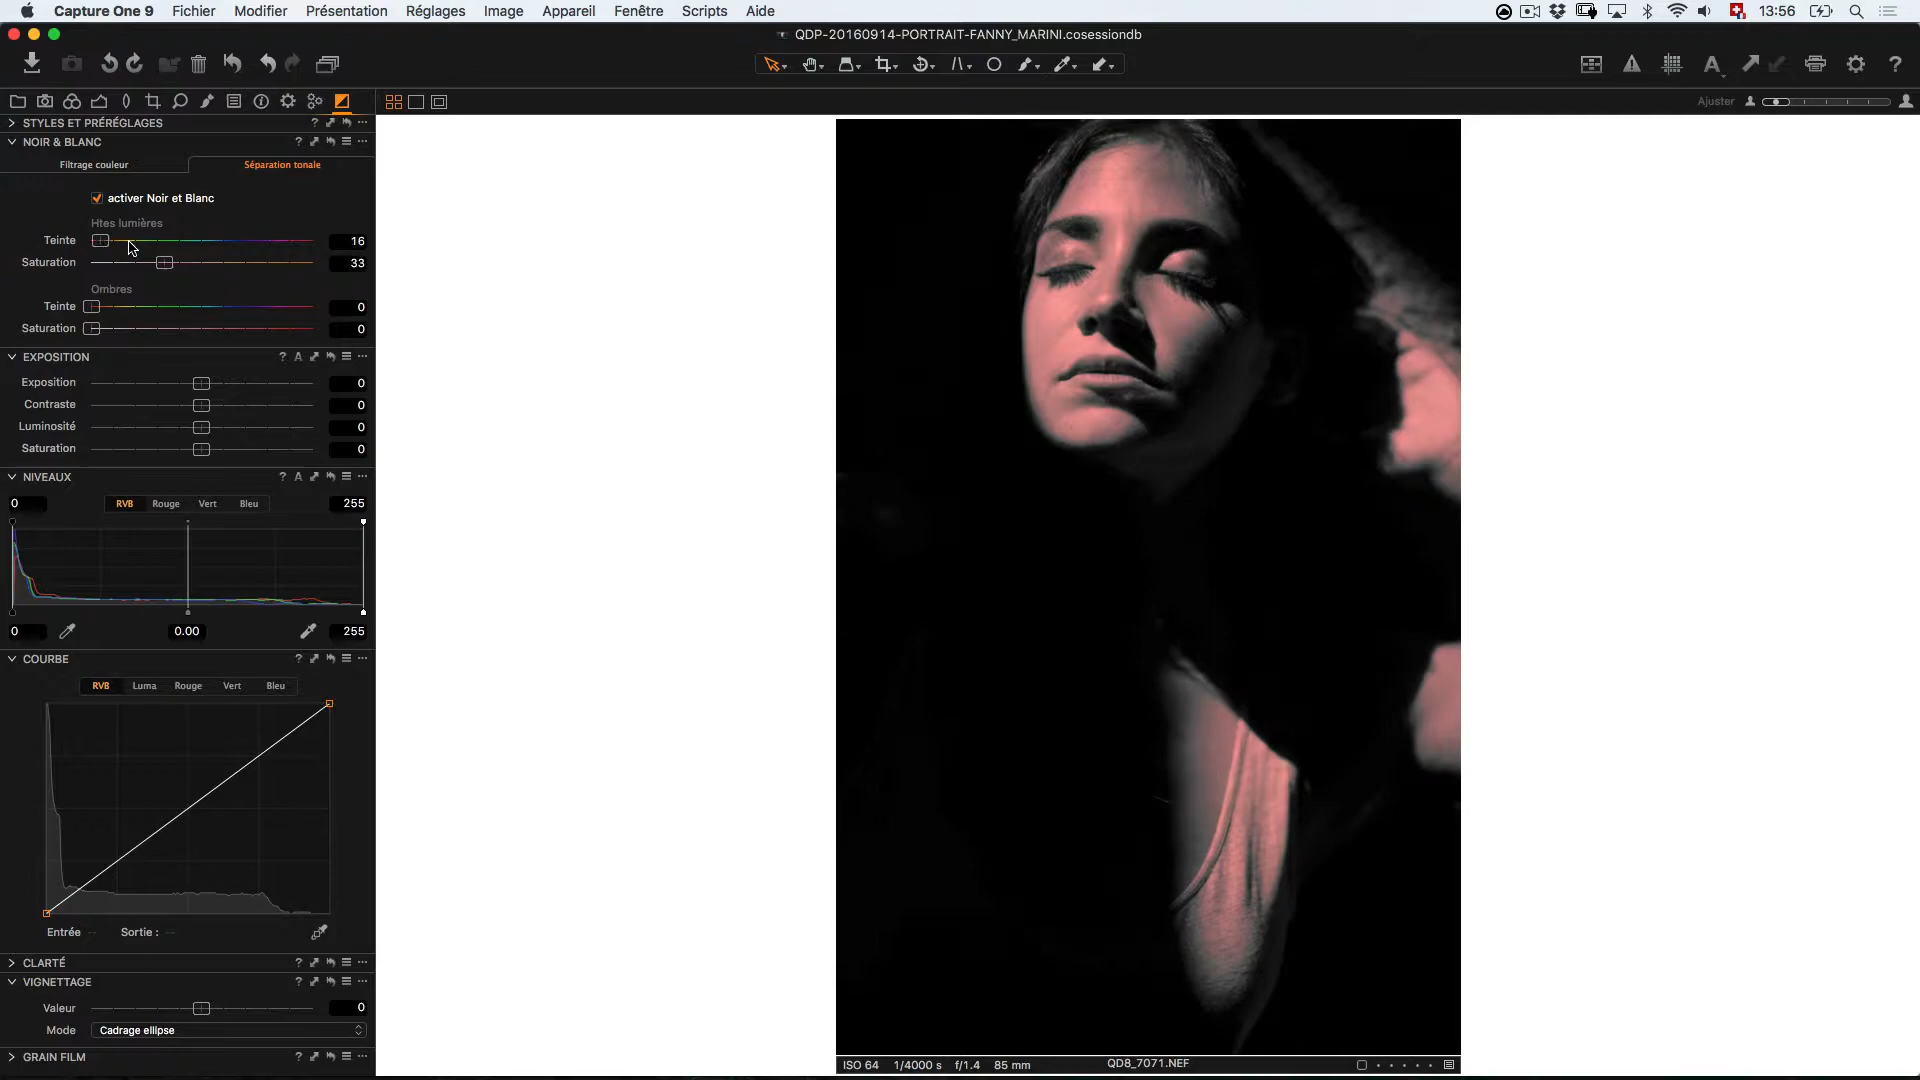 Capture One 9 Fichier Modifier Présentation Réglages Image Appareil Fenêtre Scripts Aide 13:56
QDP-20160914-PORTRAIT-FANNY_MARINI.cosessiondb
Ajuster
STYLES ET PRÉRÉGLAGES
NOIR & BLANC
Filtrage couleur Séparation tonale
activer Noir et Blanc
Htes lumières
Teinte 16
Saturation 33
Ombres
Teinte 0
Saturation 0
EXPOSITION
Exposition 0
Contraste 0
Luminosité 0
Saturation 0
NIVEAUX
0 RVB Rouge Vert Bleu 255
0 0.00 255
COURBE
RVB Luma Rouge Vert Bleu
Entrée -- Sortie : --
CLARTÉ
VIGNETTAGE
Valeur 0
Mode Cadrage ellipse
GRAIN FILM
ISO 64 1/4000 s f/1.4 85 mm QD8_7071.NEF